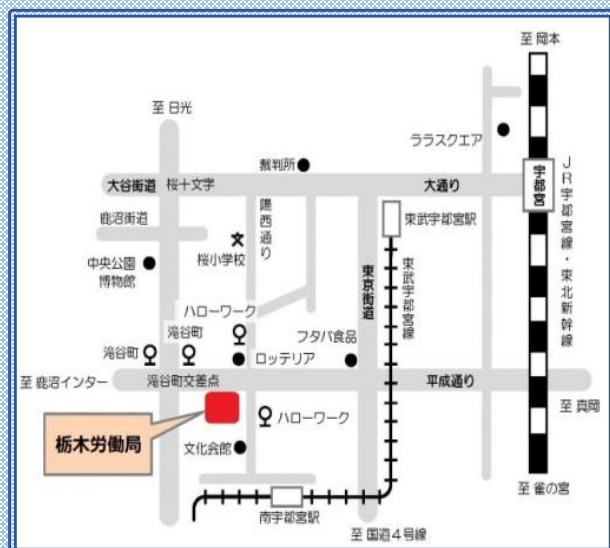 至 岡本
至 日光
ララスクエア
裁判所
大谷街道
桜十文字
大通り
宇都宮
JR宇都宮線・東北新幹線
鹿沼街道
陽西通り
東武宇都宮駅
桜小学校
中央公園
博物館
東京街道
東武宇都宮線
ハローワーク
滝谷町
フタバ食品
滝谷町
ロッテリア
至 鹿沼インター
滝谷町交差点
平成通り
至 真岡
栃木労働局
ハローワーク
文化会館
南宇都宮駅
至 雀の宮
至 国道4号線